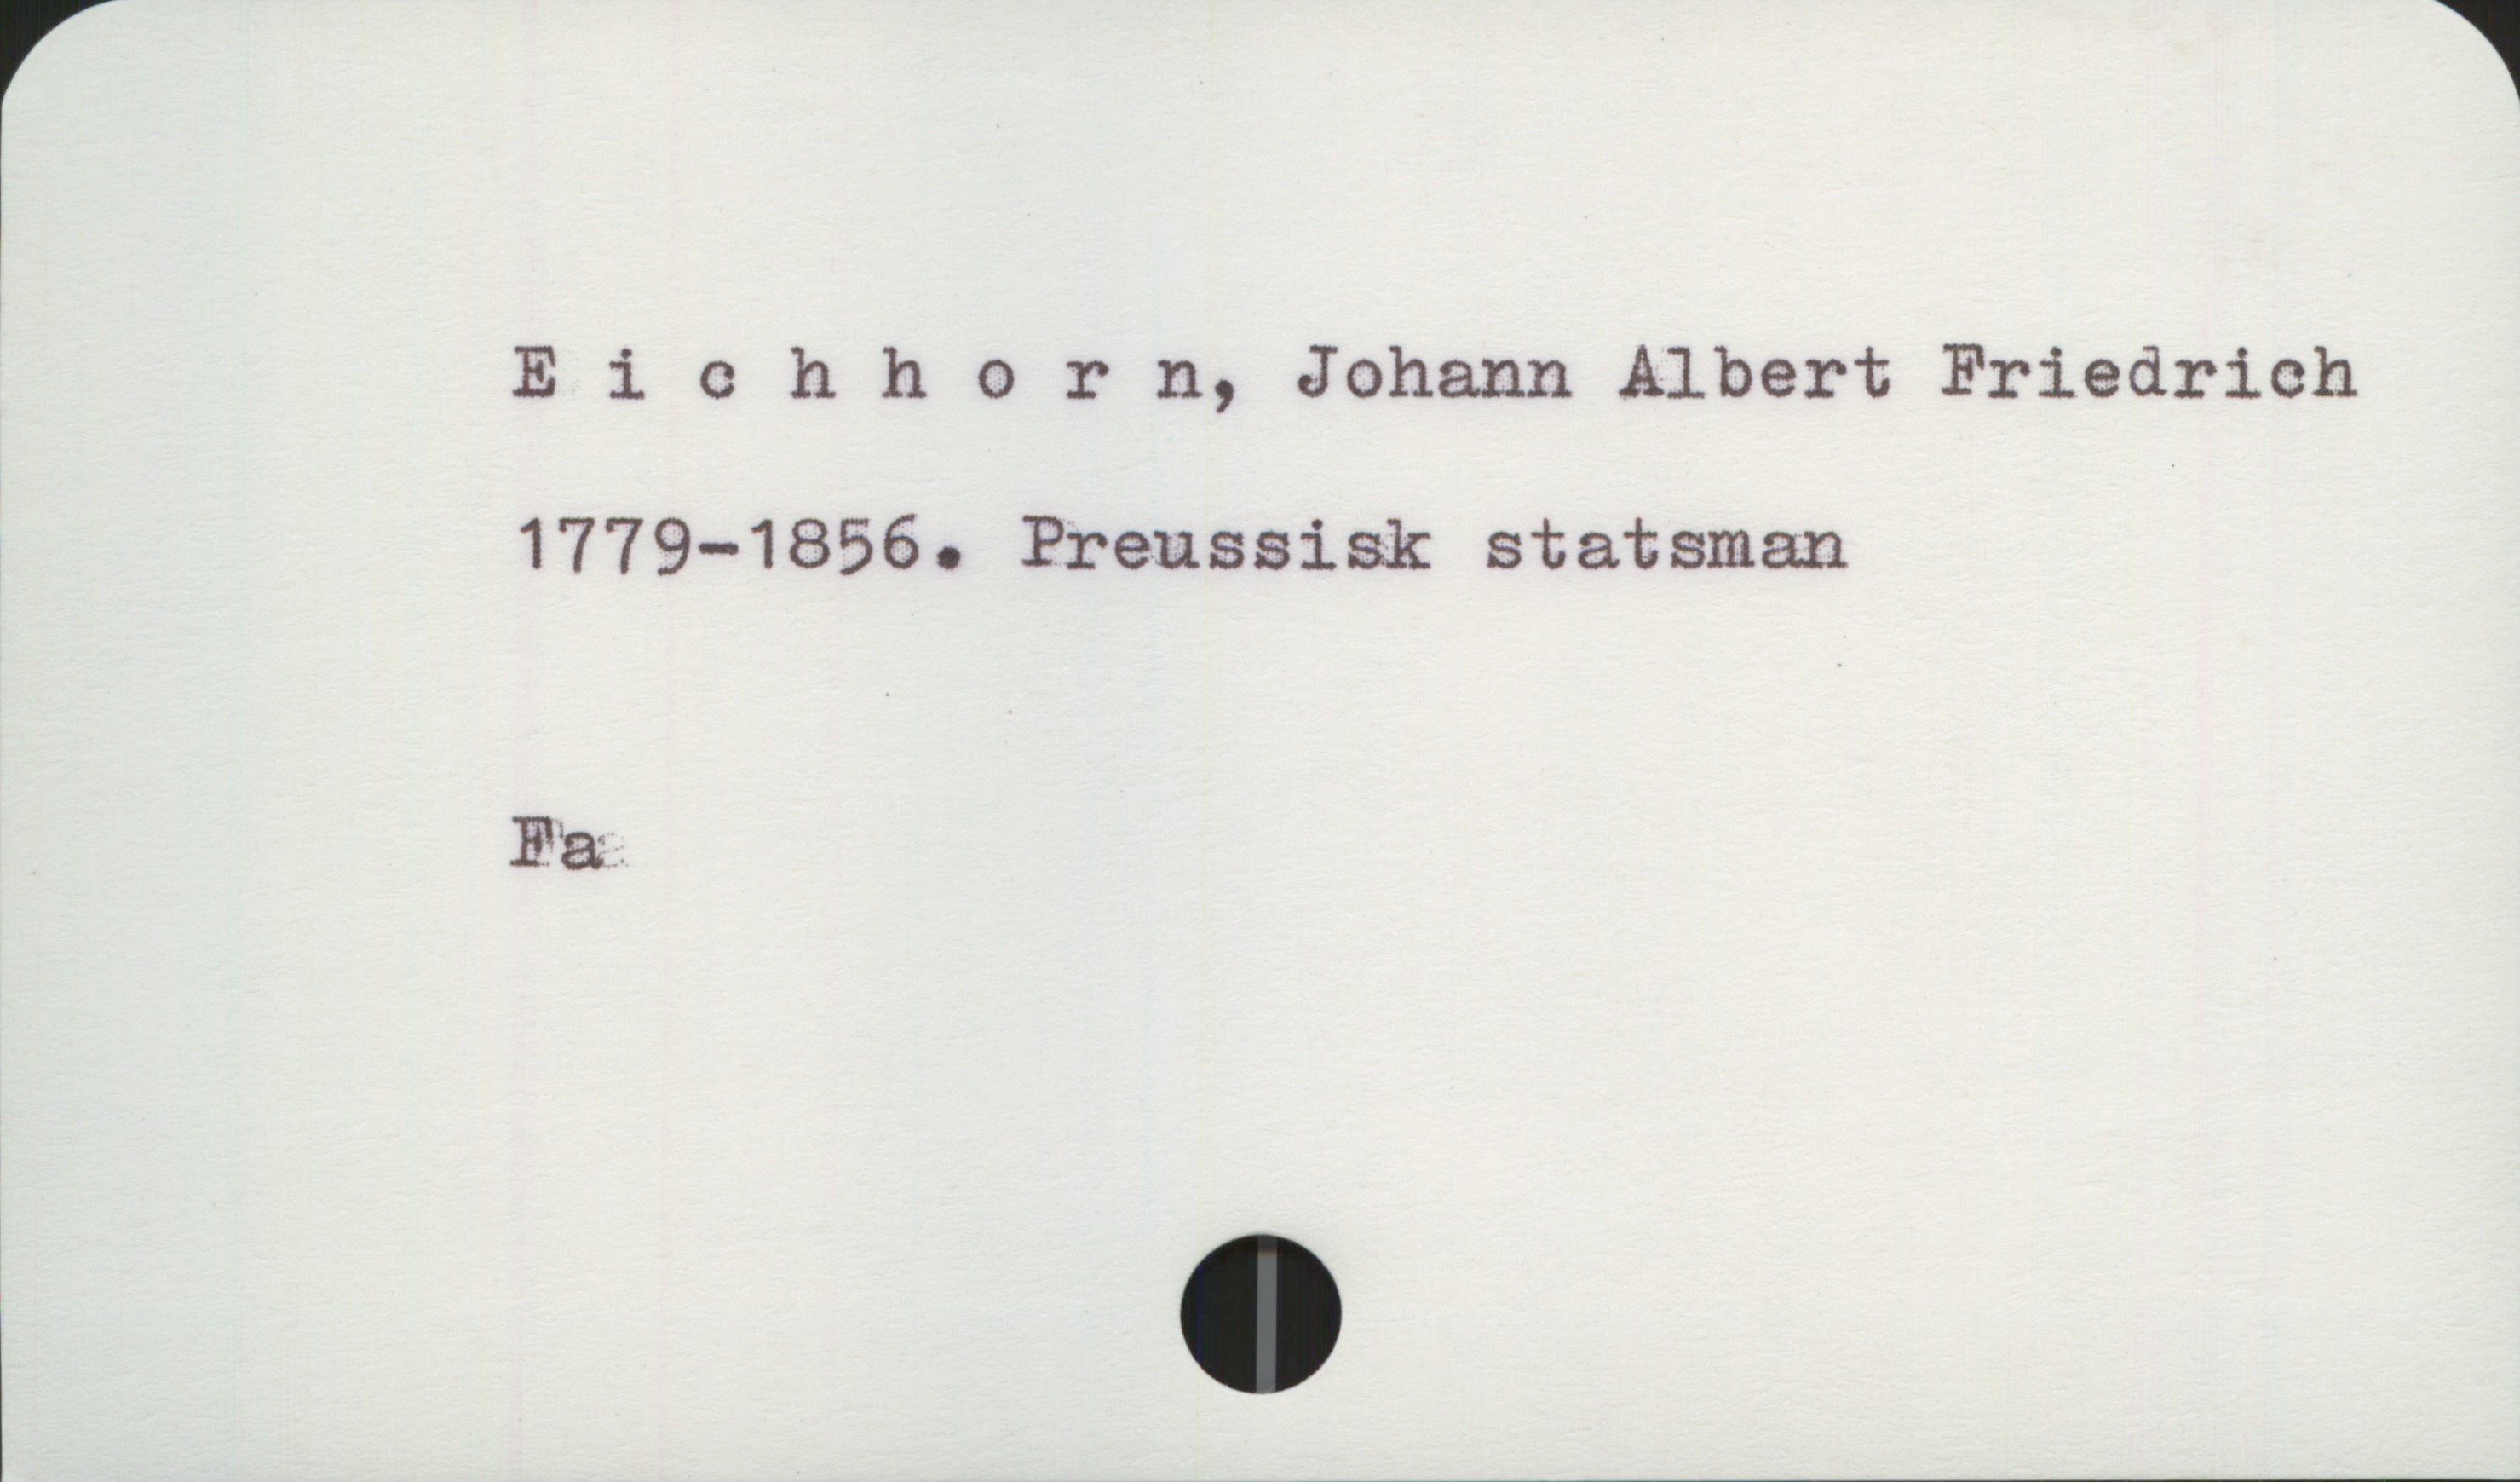 E i c h h o r n, Johann Albert Friedrich
1779-1856. Preussisk statsman
Fa